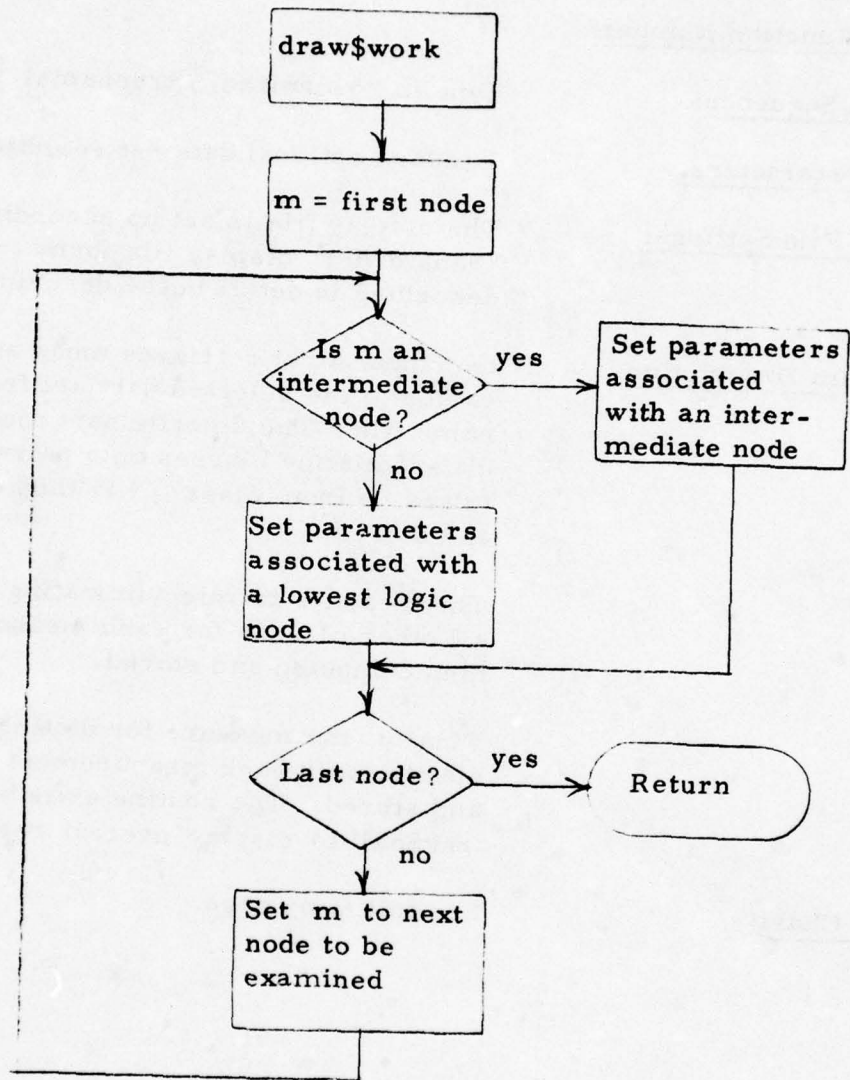 draw$work
m = first node
Is m an
intermediate
node?
yes
Set parameters
associated
with an inter-
mediate node
no
Set parameters
associated with
a lowest logic
node
Last node?
yes
Return
no
Set m to next
node to be
examined